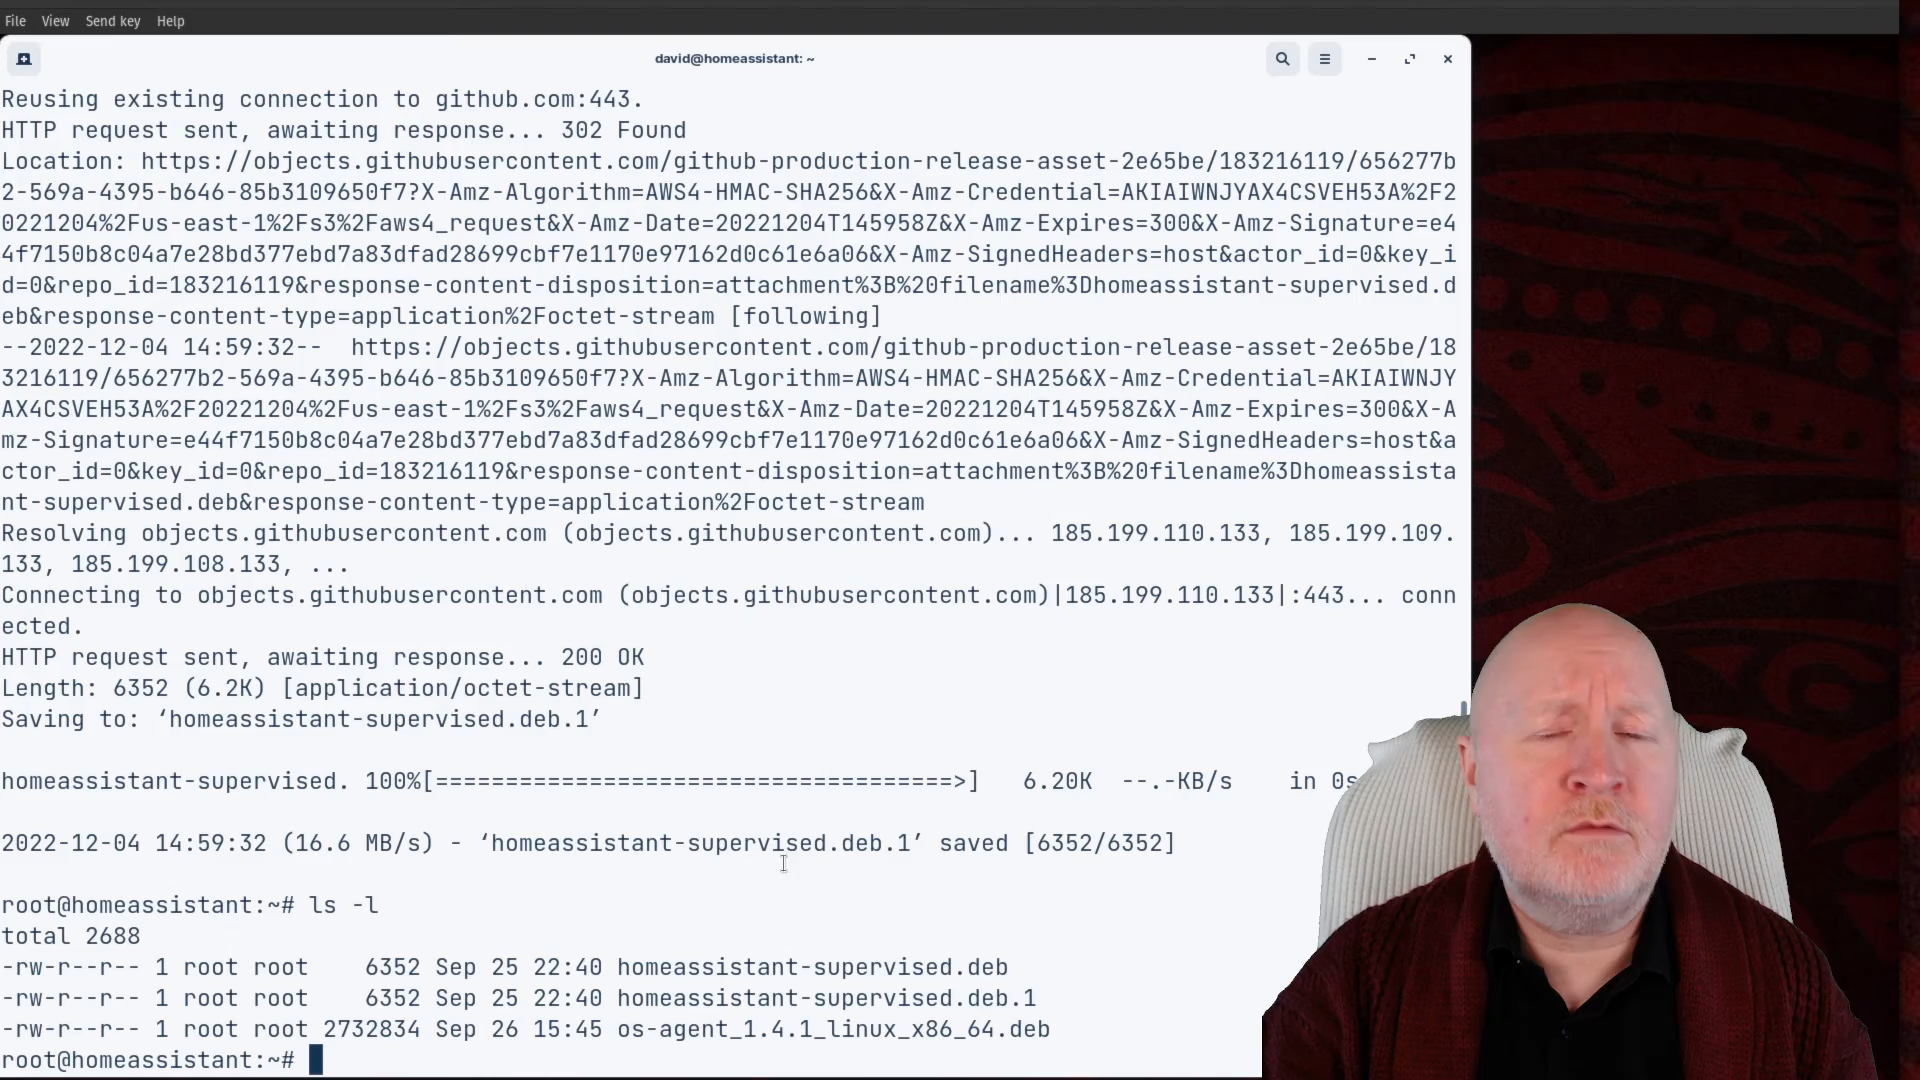 File View Send key Help
david@homeassistant: ~
Reusing existing connection to github.com:443.
HTTP request sent, awaiting response... 302 Found
Location: https://objects.githubusercontent.com/github-production-release-asset-2e65be/183216119/656277b
2-569a-4395-b646-85b3109650f7?X-Amz-Algorithm=AWS4-HMAC-SHA256&X-Amz-Credential=AKIAIWNJYAX4CSVEH53A%2F2
0221204%2Fus-east-1%2Fs3%2Faws4_request&X-Amz-Date=20221204T145958Z&X-Amz-Expires=300&X-Amz-Signature=e4
4f7150b8c04a7e28bd377ebd7a83dfad28699cbf7e1170e97162d0c61e6a06&X-Amz-SignedHeaders=host&actor_id=0&key_i
d=0&repo_id=183216119&response-content-disposition=attachment%3B%20filename%3Dhomeassistant-supervised.d
eb&response-content-type=application%2Foctet-stream [following]
--2022-12-04 14:59:32--  https://objects.githubusercontent.com/github-production-release-asset-2e65be/18
3216119/656277b2-569a-4395-b646-85b3109650f7?X-Amz-Algorithm=AWS4-HMAC-SHA256&X-Amz-Credential=AKIAIWNJY
AX4CSVEH53A%2F20221204%2Fus-east-1%2Fs3%2Faws4_request&X-Amz-Date=20221204T145958Z&X-Amz-Expires=300&X-A
mz-Signature=e44f7150b8c04a7e28bd377ebd7a83dfad28699cbf7e1170e97162d0c61e6a06&X-Amz-SignedHeaders=host&a
ctor_id=0&key_id=0&repo_id=183216119&response-content-disposition=attachment%3B%20filename%3Dhomeassista
nt-supervised.deb&response-content-type=application%2Foctet-stream
Resolving objects.githubusercontent.com (objects.githubusercontent.com)... 185.199.110.133, 185.199.109.
133, 185.199.108.133, ...
Connecting to objects.githubusercontent.com (objects.githubusercontent.com)|185.199.110.133|:443... conn
ected.
HTTP request sent, awaiting response... 200 OK
Length: 6352 (6.2K) [application/octet-stream]
Saving to: ‘homeassistant-supervised.deb.1’
homeassistant-supervised. 100%[=====================================>]   6.20K  --.-KB/s    in 0s
2022-12-04 14:59:32 (16.6 MB/s) - ‘homeassistant-supervised.deb.1’ saved [6352/6352]
root@homeassistant:~# ls -l
total 2688
-rw-r--r-- 1 root root    6352 Sep 25 22:40 homeassistant-supervised.deb
-rw-r--r-- 1 root root    6352 Sep 25 22:40 homeassistant-supervised.deb.1
-rw-r--r-- 1 root root 2732834 Sep 26 15:45 os-agent_1.4.1_linux_x86_64.deb
root@homeassistant:~#